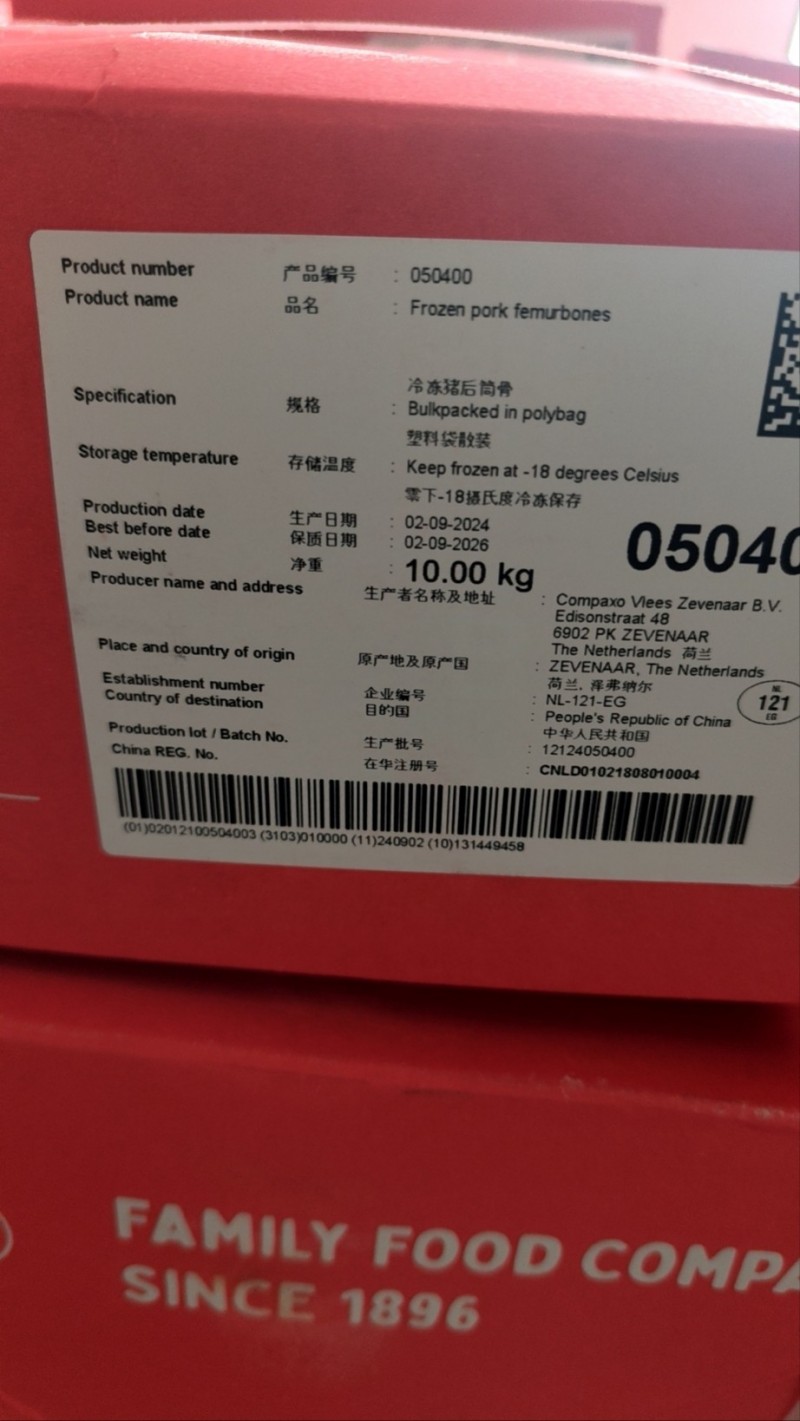 Product number 产品编号 : 050400
Product name 品名 : Frozen pork femurbones
冷冻猪后筒骨
Specification 规格 : Bulkpacked in polybag
塑料袋散装
Storage temperature 存储温度 : Keep frozen at -18 degrees Celsius
零下-18摄氏度冷冻保存
Production date 生产日期 : 02-09-2024
Best before date 保质日期 : 02-09-2026
05040
Net weight 净重 : 10.00 kg
Producer name and address 生产者名称及地址 : Compaxo Vlees Zevenaar B.V.
Edisonstraat 48
6902 PK ZEVENAAR
The Netherlands 荷兰
Place and country of origin 原产地及原产国 : ZEVENAAR, The Netherlands
荷兰, 泽弗纳尔
Establishment number 企业编号 : NL-121-EG
Country of destination 目的国 : People's Republic of China
中华人民共和国
NL
121
EG
Production lot / Batch No. 生产批号 : 12124050400
China REG. No. 在华注册号 : CNLD01021808010004
(01)02012100504003 (3103)010000 (11)240902 (10)131449458
FAMILY FOOD COMPA
SINCE 1896